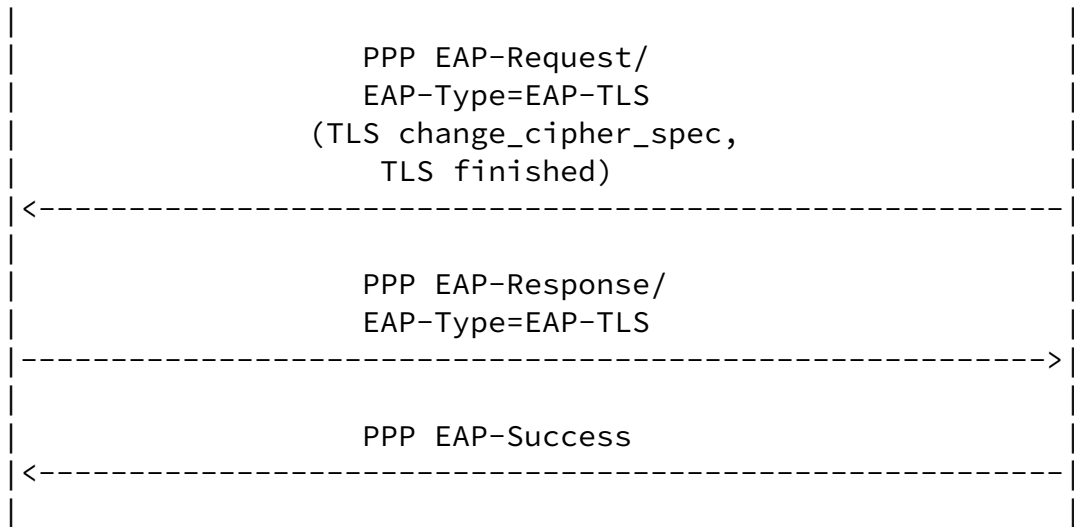 PPP EAP-Request/
EAP-Type=EAP-TLS
(TLS change_cipher_spec,
TLS finished)
PPP EAP-Response/
EAP-Type=EAP-TLS
PPP EAP-Success